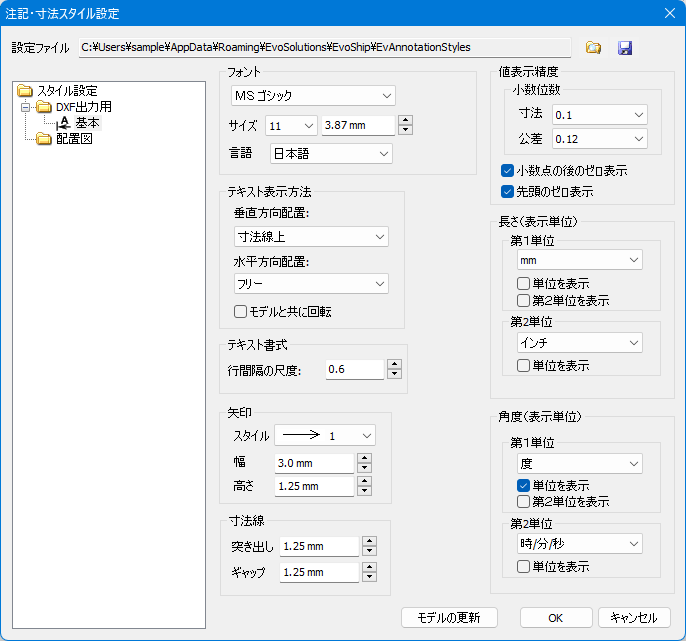 注記・寸法スタイル設定
設定ファイル C:¥Users¥sample¥AppData¥Roaming¥EvoSolutions¥EvoShip¥EvAnnotationStyles
スタイル設定
DXF出力用
基本
配置図
フォント
MS ゴシック
サイズ 11 3.87 mm
言語 日本語
テキスト表示方法
垂直方向配置:
寸法線上
水平方向配置:
フリー
モデルと共に回転
テキスト書式
行間隔の尺度: 0.6
矢印
スタイル 1
幅 3.0 mm
高さ 1.25 mm
寸法線
突き出し 1.25 mm
ギャップ 1.25 mm
値表示精度
小数位数
寸法 0.1
公差 0.12
小数点の後のゼロ表示
先頭のゼロ表示
長さ(表示単位)
第1単位
mm
単位を表示
第2単位を表示
第2単位
インチ
単位を表示
角度(表示単位)
第1単位
度
単位を表示
第2単位を表示
第2単位
時/分/秒
単位を表示
モデルの更新 OK キャンセル